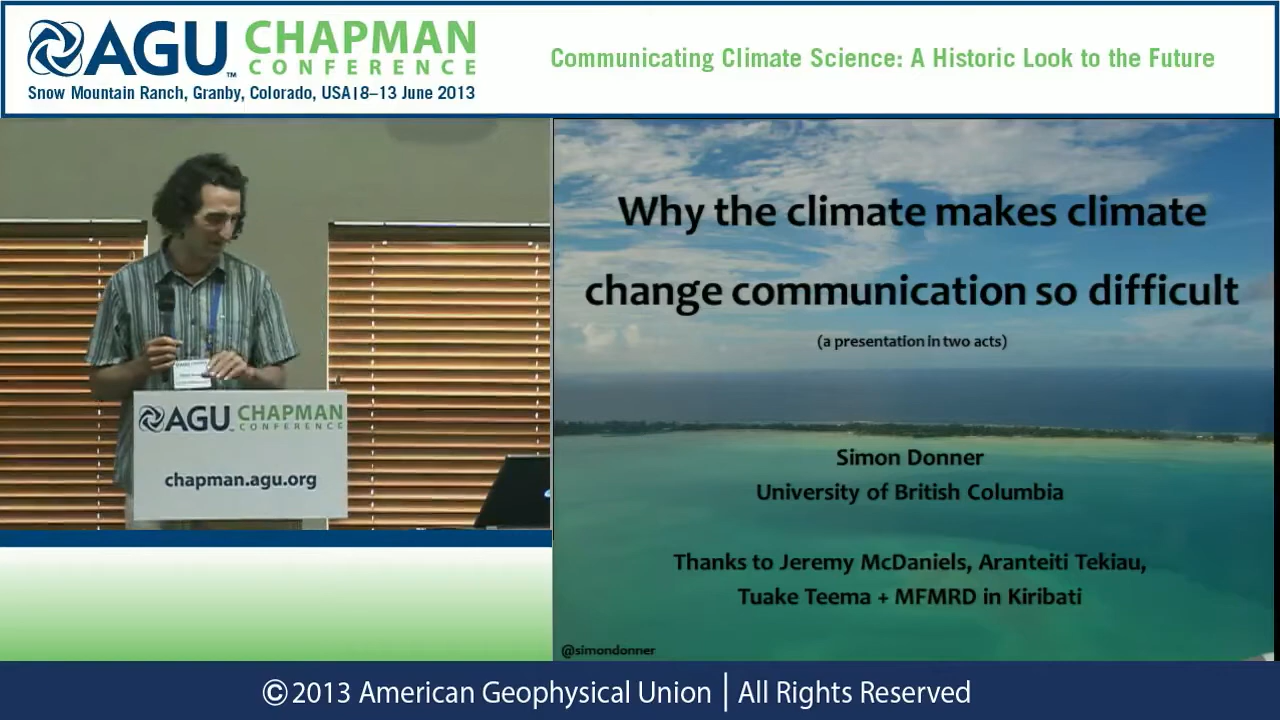 AGU CHAPMAN
™ CONFERENCE
Snow Mountain Ranch, Granby, Colorado, USA|8–13 June 2013
Communicating Climate Science: A Historic Look to the Future
AGU CHAPMAN
CONFERENCE
chapman.agu.org
Why the climate makes climate
change communication so difficult
(a presentation in two acts)
Simon Donner
University of British Columbia
Thanks to Jeremy McDaniels, Aranteiti Tekiau,
Tuake Teema + MFMRD in Kiribati
@simondonner
©2013 American Geophysical Union | All Rights Reserved